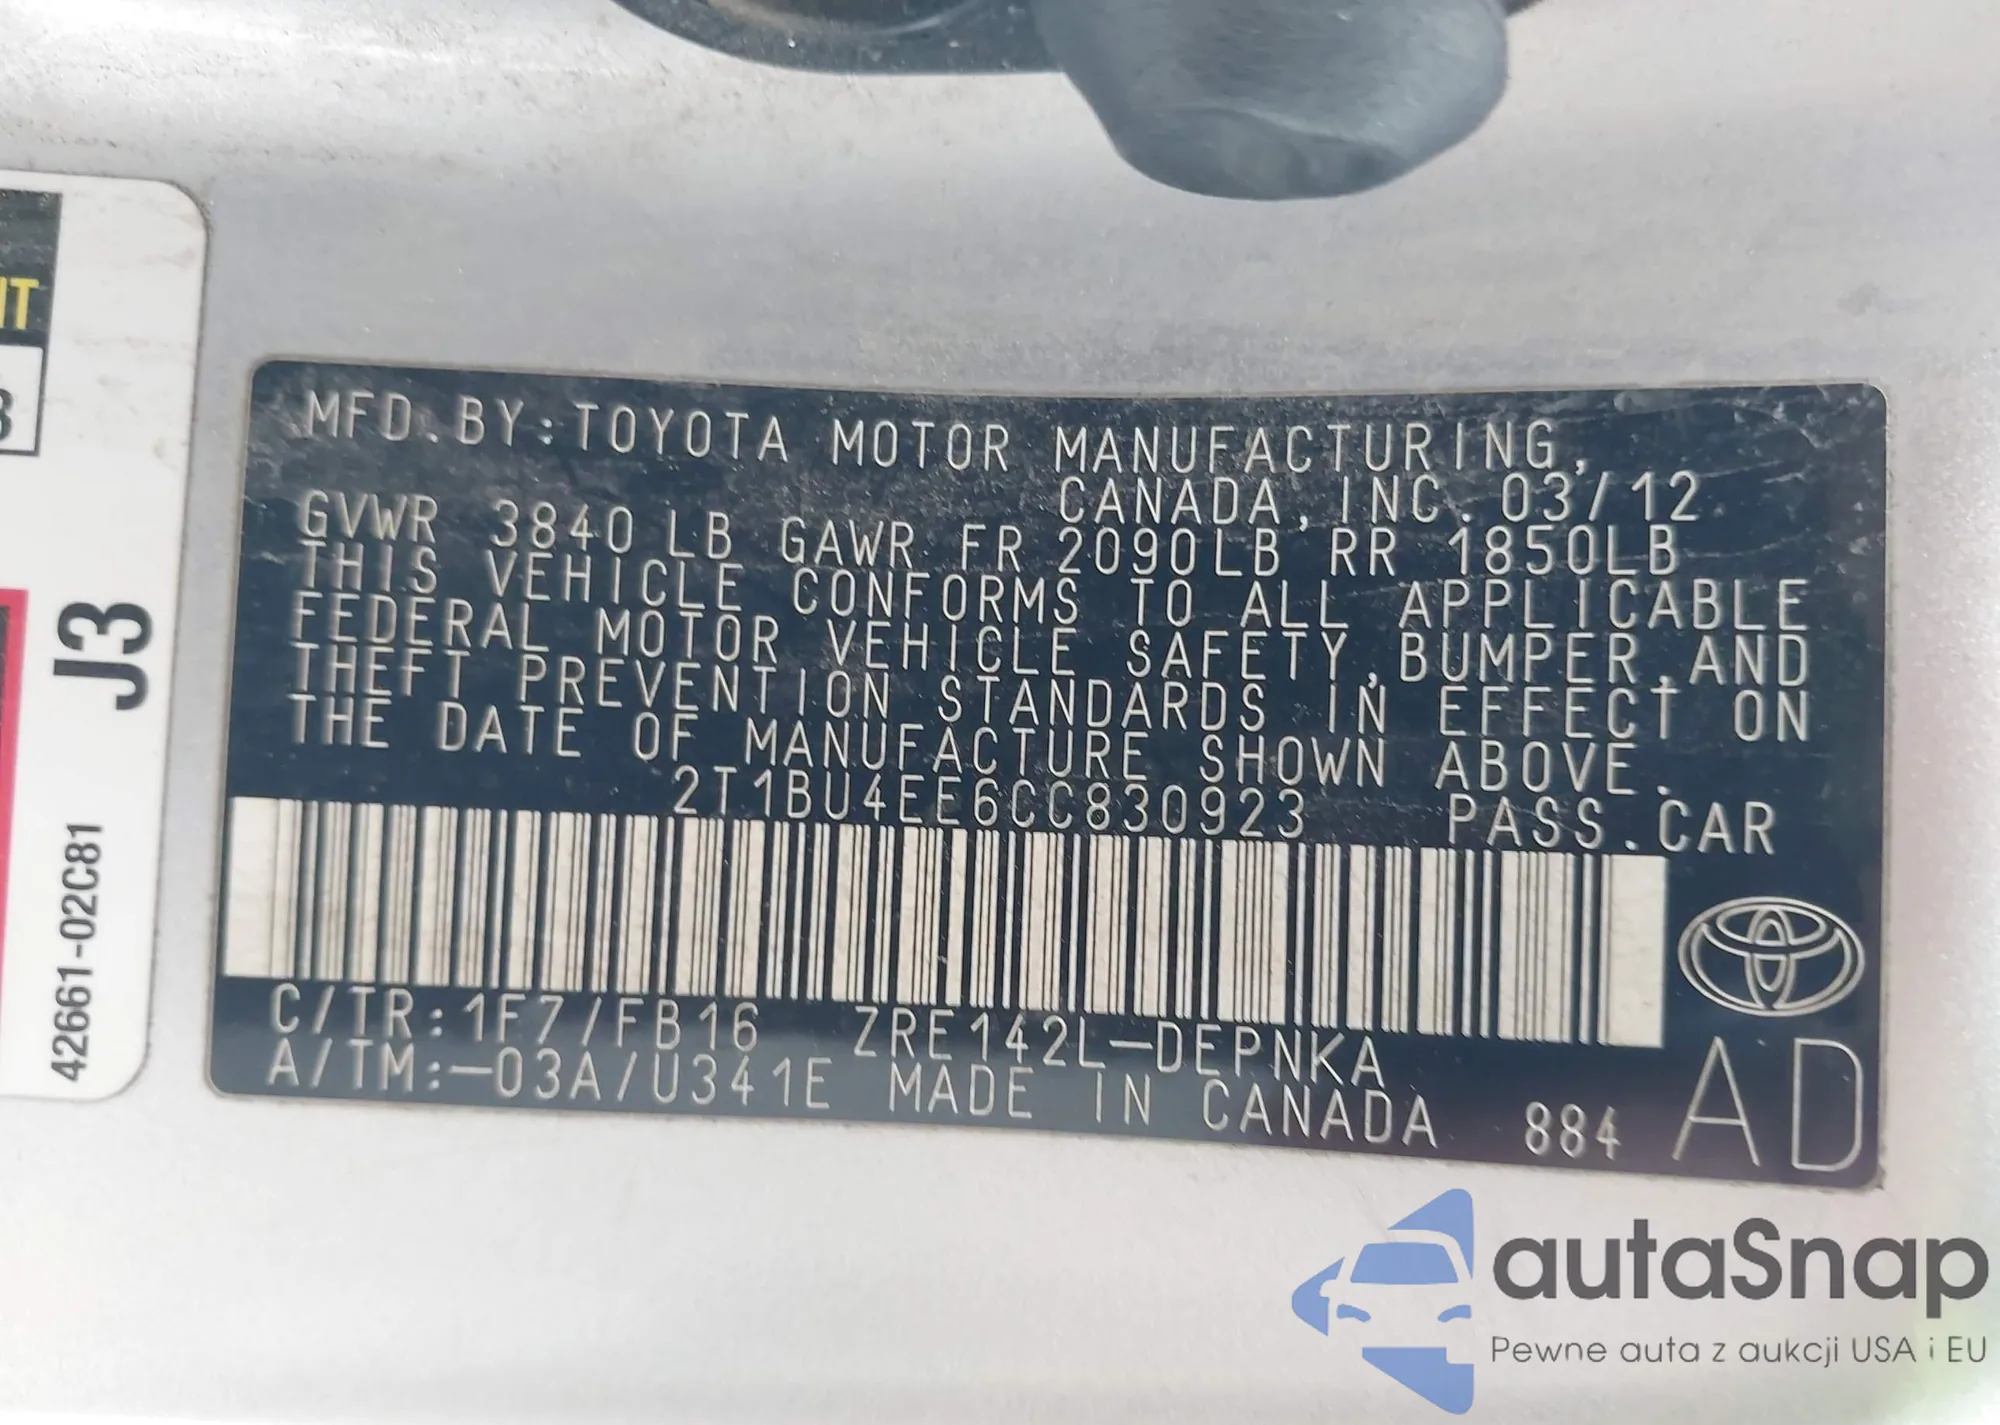 MFD.BY:TOYOTA MOTOR MANUFACTURING,
CANADA, INC. 03/12
GVWR 3840 LB GAWR FR 2090LB RR 1850LB
THIS VEHICLE CONFORMS TO ALL APPLICABLE
FEDERAL MOTOR VEHICLE SAFETY,BUMPER,AND
THEFT PREVENTION STANDARDS IN EFFECT ON
THE DATE OF MANUFACTURE SHOWN ABOVE.
2T1BU4EE6CC830923 PASS.CAR
C/TR:1F7/FB16 ZRE142L-DEPNKA
A/TM:-03A/U341E MADE IN CANADA 884 AD
J3
42661-02C81
autaSnap
Pewne auta z aukcji USA i EU